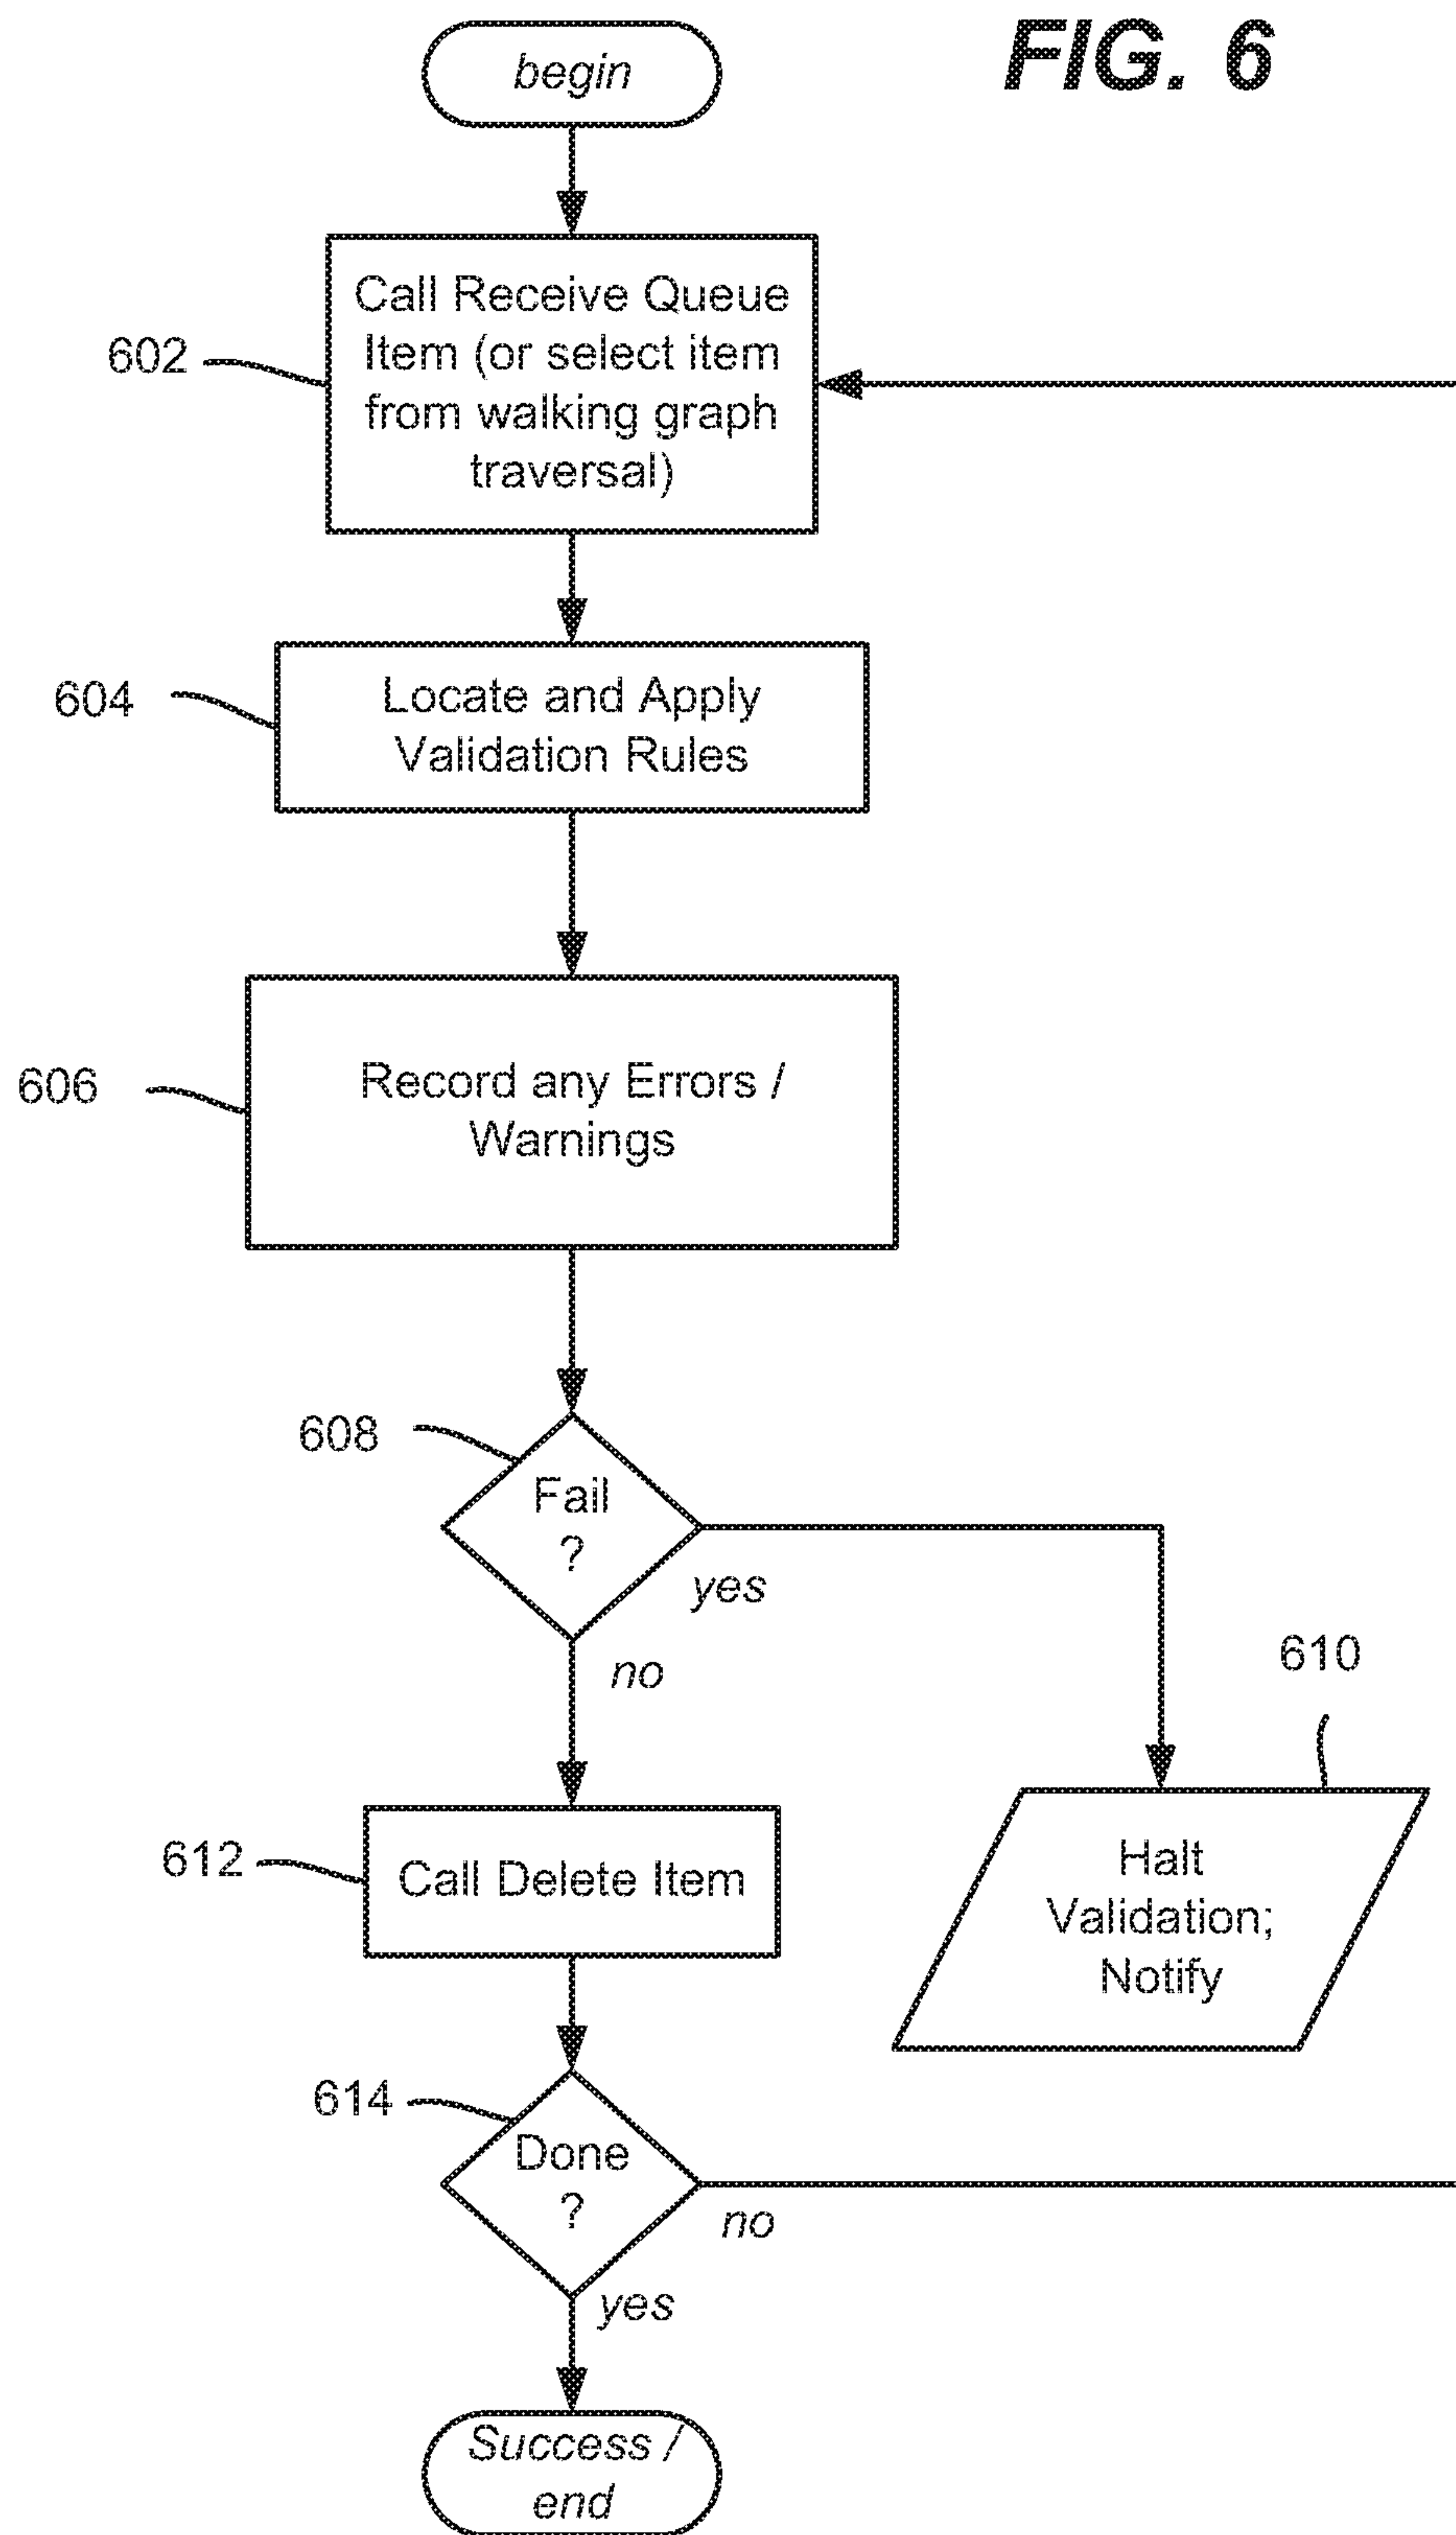 FIG. 6
begin
602
Call Receive Queue
Item (or select item
from walking graph
traversal)
604
Locate and Apply
Validation Rules
606
Record any Errors /
Warnings
608
Fail
?
yes
no
610
Halt
Validation;
Notify
612
Call Delete Item
614
Done
?
no
yes
Success /
end